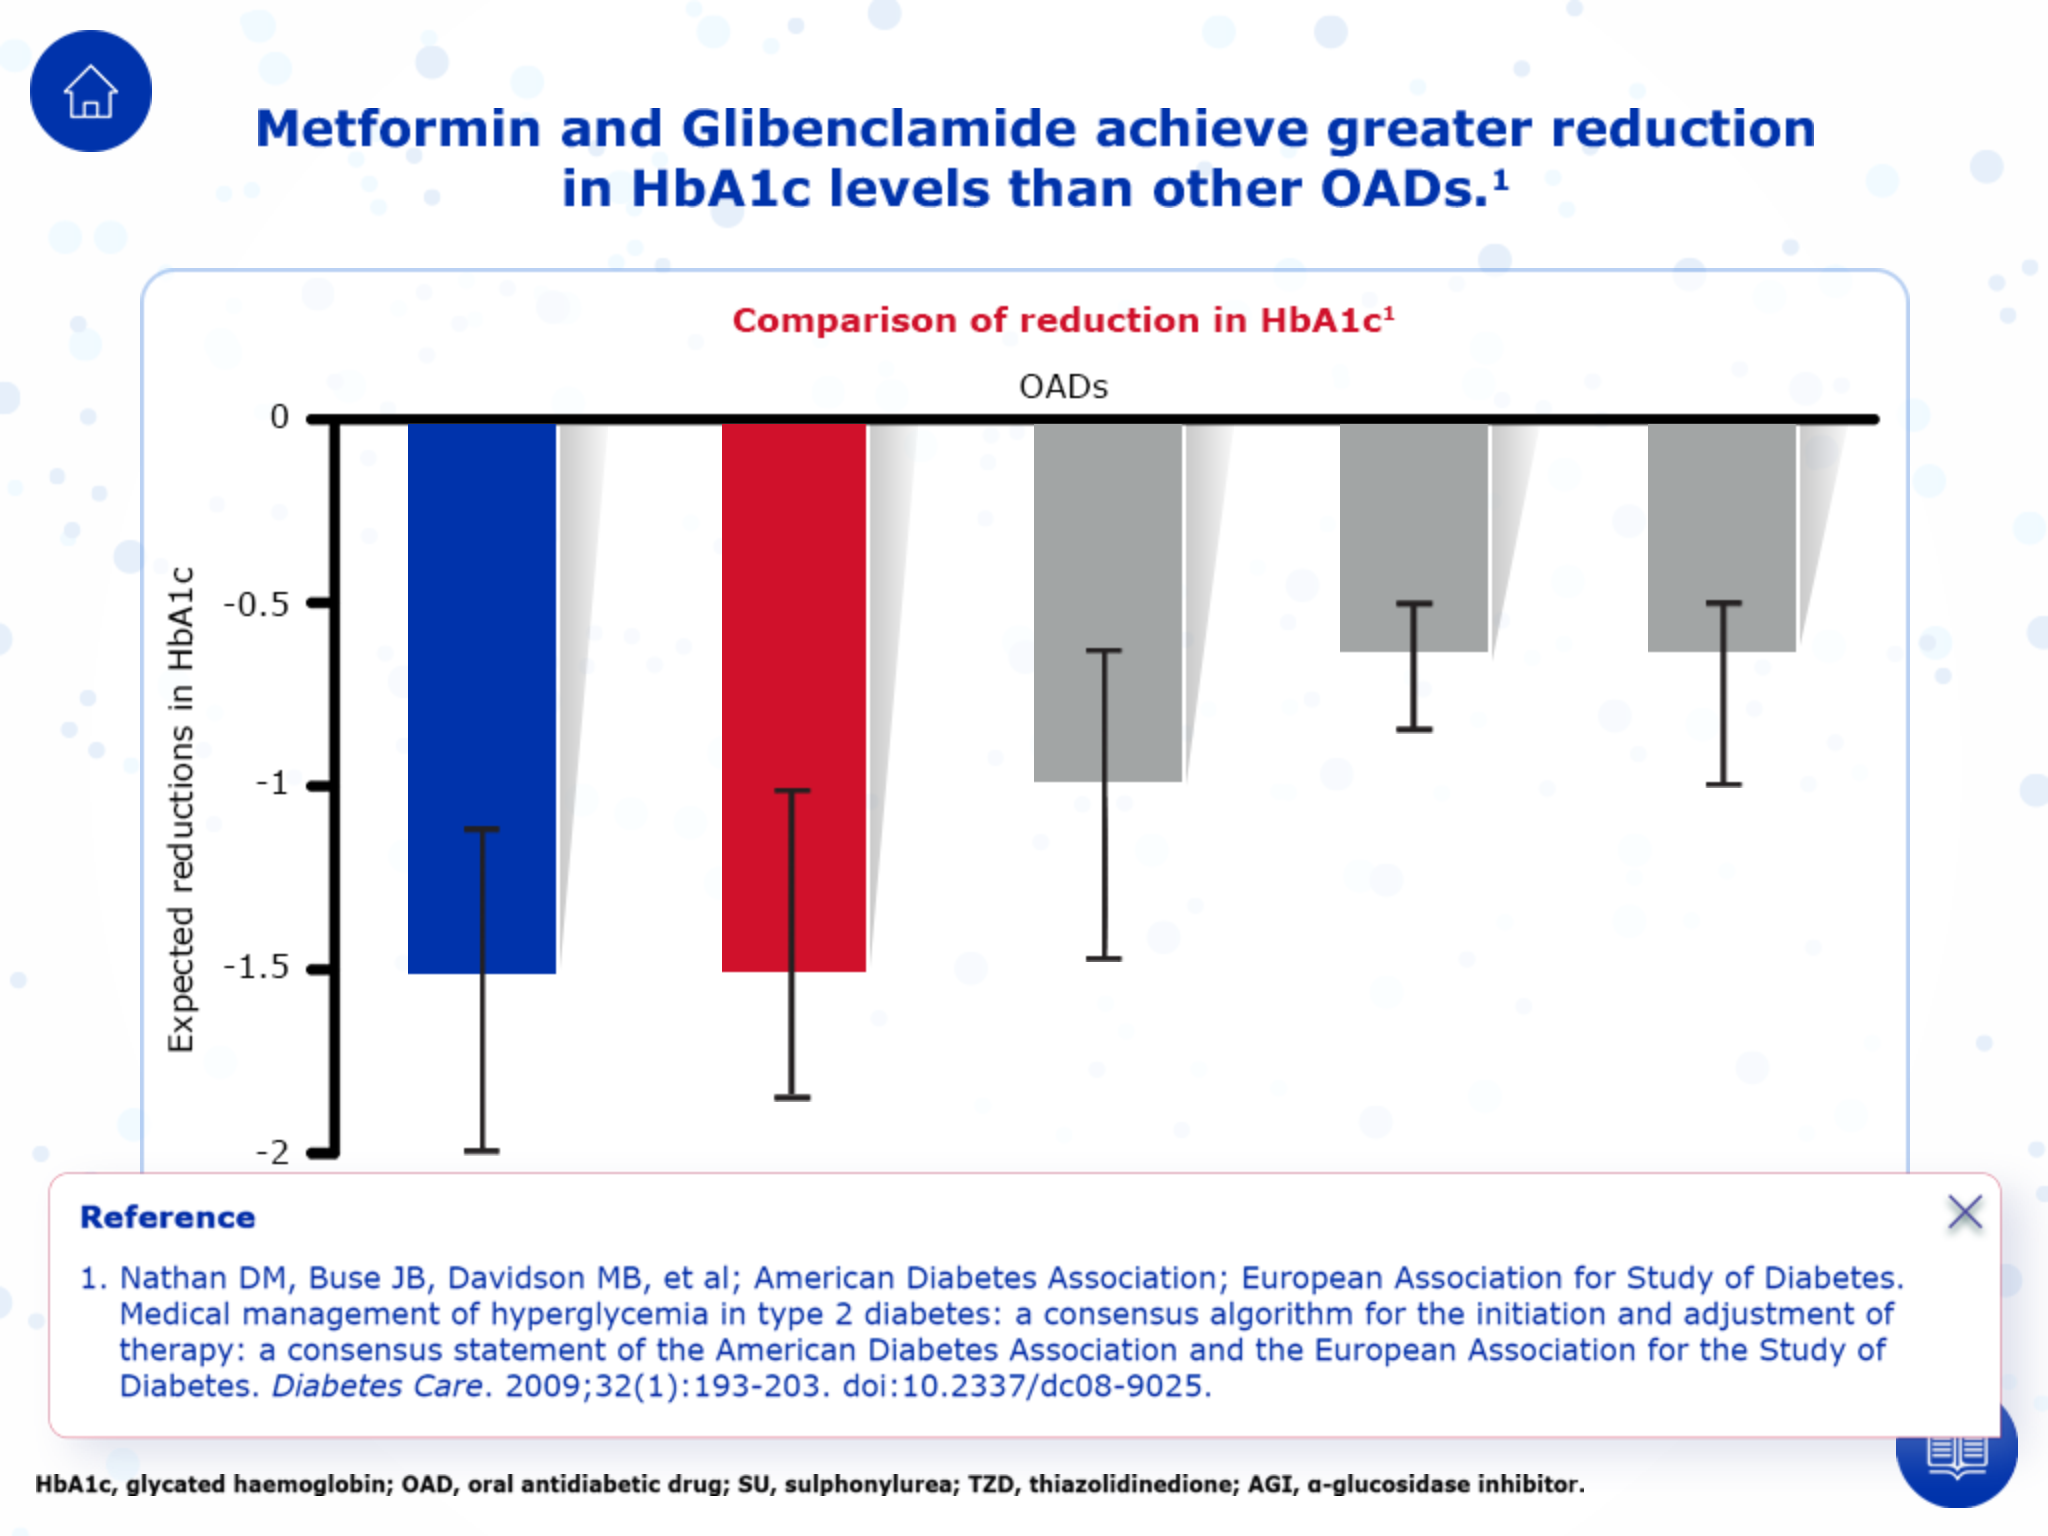 Metformin and Glibenclamide achieve greater reduction
in HbA1c levels than other OADs.¹
Comparison of reduction in HbA1c¹
OADs
Expected reductions in HbA1c
0
-0.5
-1
-1.5
-2
Reference
1. Nathan DM, Buse JB, Davidson MB, et al; American Diabetes Association; European Association for Study of Diabetes.
Medical management of hyperglycemia in type 2 diabetes: a consensus algorithm for the initiation and adjustment of
therapy: a consensus statement of the American Diabetes Association and the European Association for the Study of
Diabetes. Diabetes Care. 2009;32(1):193-203. doi:10.2337/dc08-9025.
HbA1c, glycated haemoglobin; OAD, oral antidiabetic drug; SU, sulphonylurea; TZD, thiazolidinedione; AGI, α-glucosidase inhibitor.